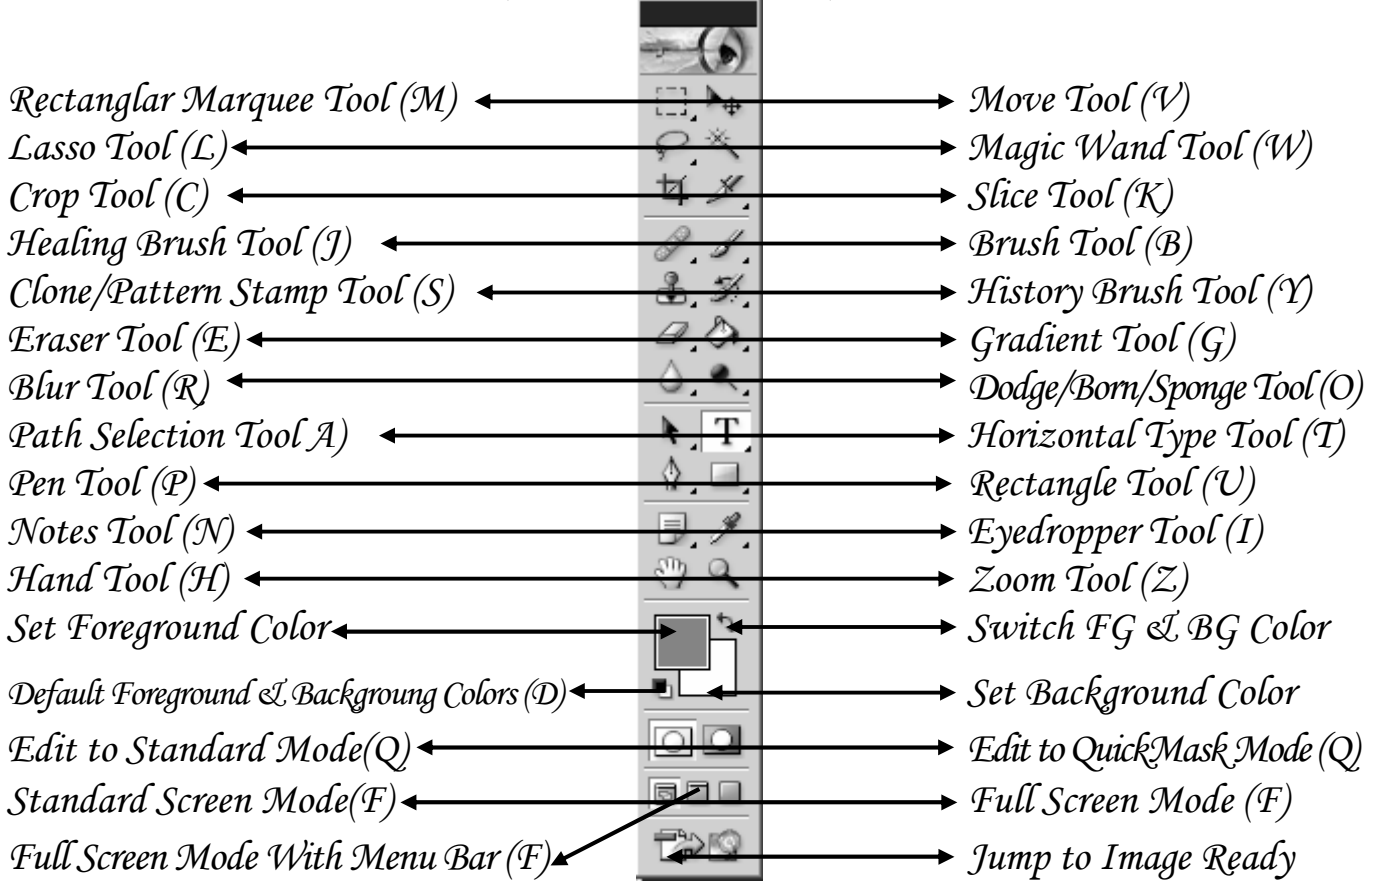 Rectanglar Marquee Tool (M) Move Tool (V)
Lasso Tool (L) Magic Wand Tool (W)
Crop Tool (C) Slice Tool (K)
Healing Brush Tool (J) Brush Tool (B)
Clone/Pattern Stamp Tool (S) History Brush Tool (Y)
Eraser Tool (E) Gradient Tool (G)
Blur Tool (R) Dodge/Born/Sponge Tool (O)
Path Selection Tool A) T Horizontal Type Tool (T)
Pen Tool (P) Rectangle Tool (U)
Notes Tool (N) Eyedropper Tool (I)
Hand Tool (H) Zoom Tool (Z)
Set Foreground Color Switch FG & BG Color
Default Foreground & Backgroung Colors (D) Set Background Color
Edit to Standard Mode(Q) Edit to QuickMask Mode (Q)
Standard Screen Mode(F) Full Screen Mode (F)
Full Screen Mode With Menu Bar (F) Jump to Image Ready